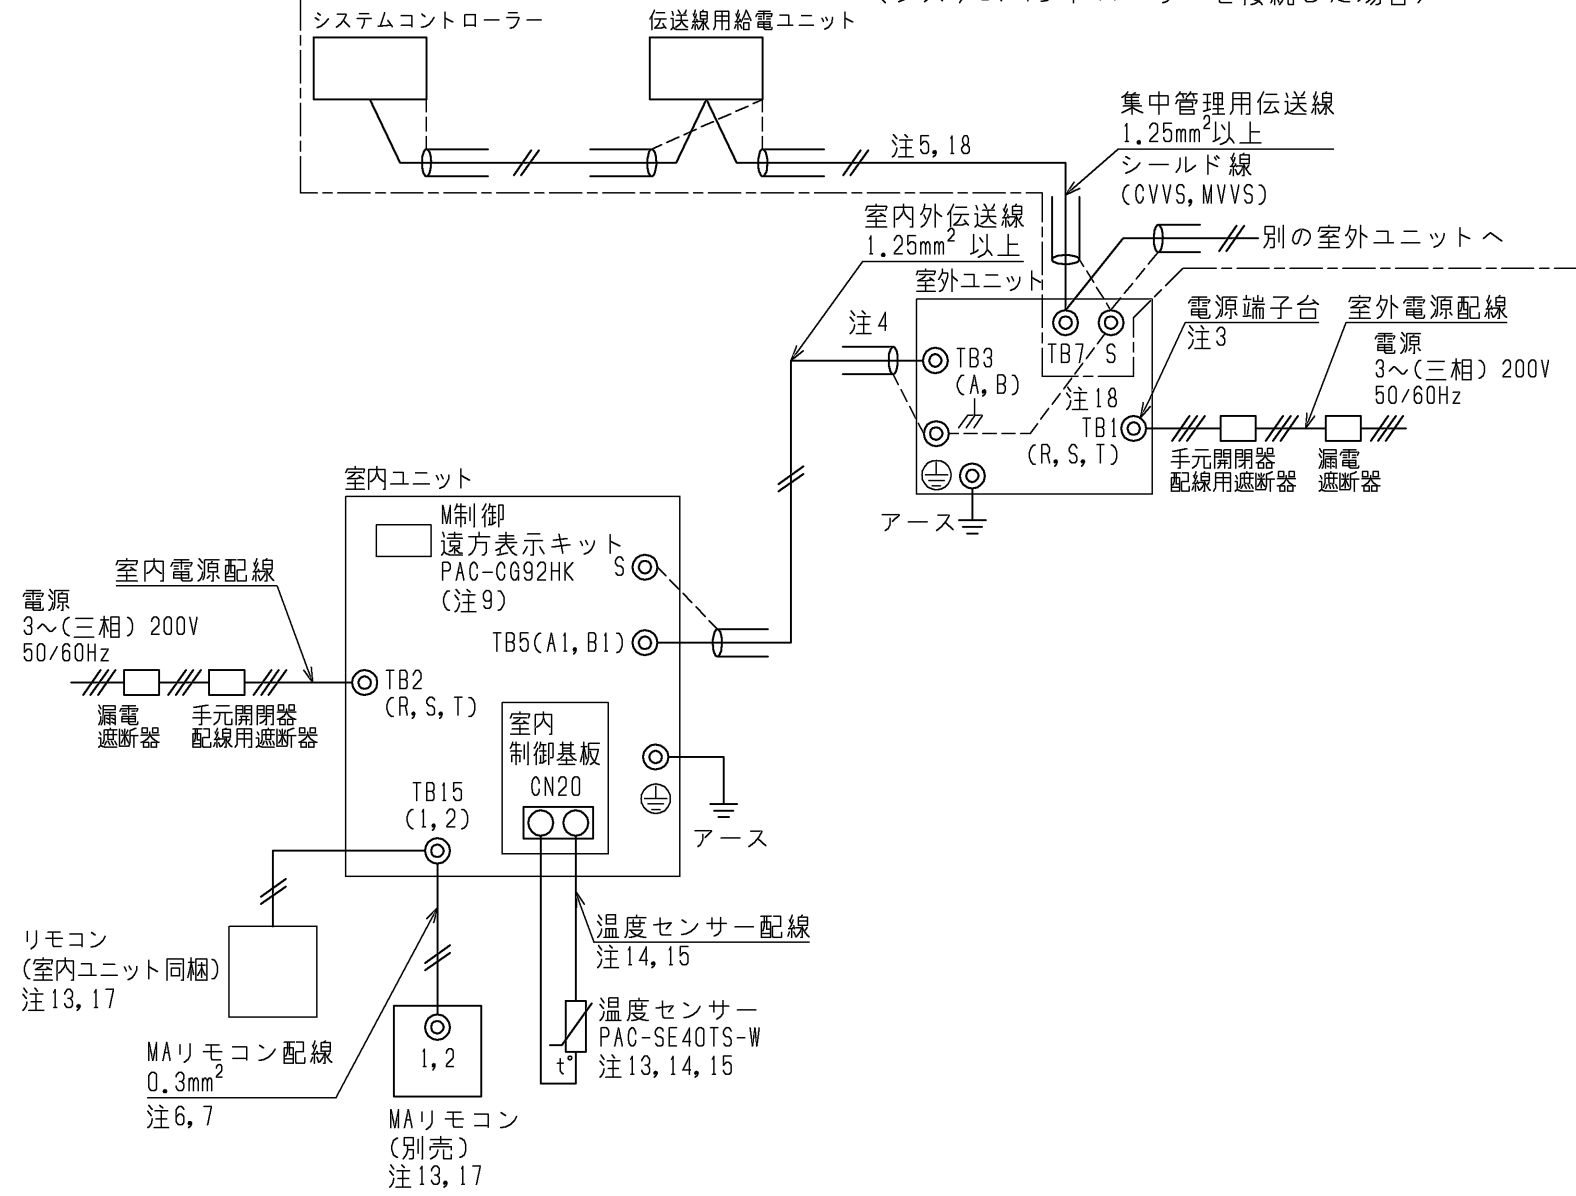 システムコントローラー
伝送線用給電ユニット
集中管理用伝送線
1.25mm²以上
シールド線
(CVVS,MVVS)
注5,18
室内外伝送線
1.25mm² 以上
別の室外ユニットへ
室外ユニット
電源端子台
注3
室外電源配線
電源
3～(三相) 200V
50/60Hz
注4
TB3
(A,B)
TB7 S
注18
TB1
(R,S,T)
手元開閉器
配線用遮断器
漏電
遮断器
アース
室内ユニット
M制御
遠方表示キット
PAC-CG92HK
(注9)
S
TB5(A1,B1)
室内電源配線
電源
3～(三相) 200V
50/60Hz
TB2
(R,S,T)
漏電
遮断器
手元開閉器
配線用遮断器
室内
制御基板
CN20
TB15
(1,2)
アース
リモコン
(室内ユニット同梱)
注13,17
温度センサー配線
注14,15
温度センサー
PAC-SE40TS-W
注13,14,15
t°
MAリモコン配線
0.3mm²
注6,7
1,2
MAリモコン
(別売)
注13,17